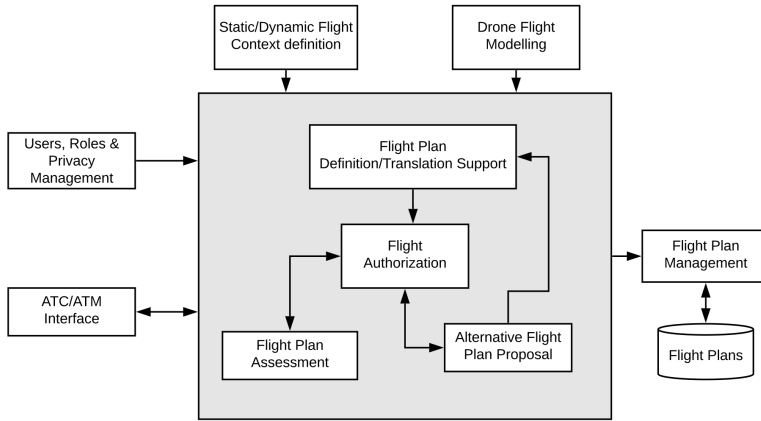 Static/Dynamic Flight
Context definition
Drone Flight
Modelling
Users, Roles &
Privacy
Management
Flight Plan
Definition/Translation Support
Flight
Authorization
Flight Plan
Management
ATC/ATM
Interface
Flight Plan
Assessment
Alternative Flight
Plan Proposal
Flight Plans